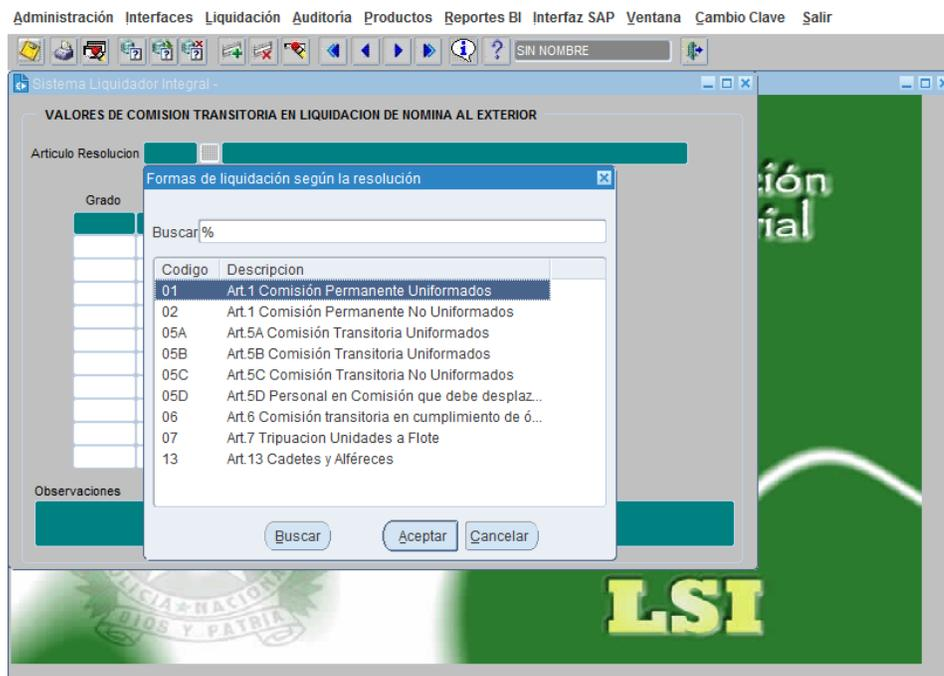 Administración Interfaces Liquidación Auditoría Productos Reportes BI Interfaz SAP Ventana Cambio Clave Salir
SIN NOMBRE
Sistema Liquidador Integral -
VALORES DE COMISION TRANSITORIA EN LIQUIDACION DE NOMINA AL EXTERIOR
Articulo Resolucion
Formas de liquidación según la resolución
ión
Grado
rial
Buscar %
Codigo Descripcion
01 Art.1 Comisión Permanente Uniformados
02 Art.1 Comisión Permanente No Uniformados
05A Art.5A Comisión Transitoria Uniformados
05B Art.5B Comisión Transitoria Uniformados
05C Art.5C Comisión Transitoria No Uniformados
05D Art.5D Personal en Comisión que debe desplaz...
06 Art.6 Comisión transitoria en cumplimiento de ó...
07 Art.7 Tripuacion Unidades a Flote
13 Art.13 Cadetes y Alféreces
Observaciones
Buscar Aceptar Cancelar
LSI
DIOS Y PATRIA